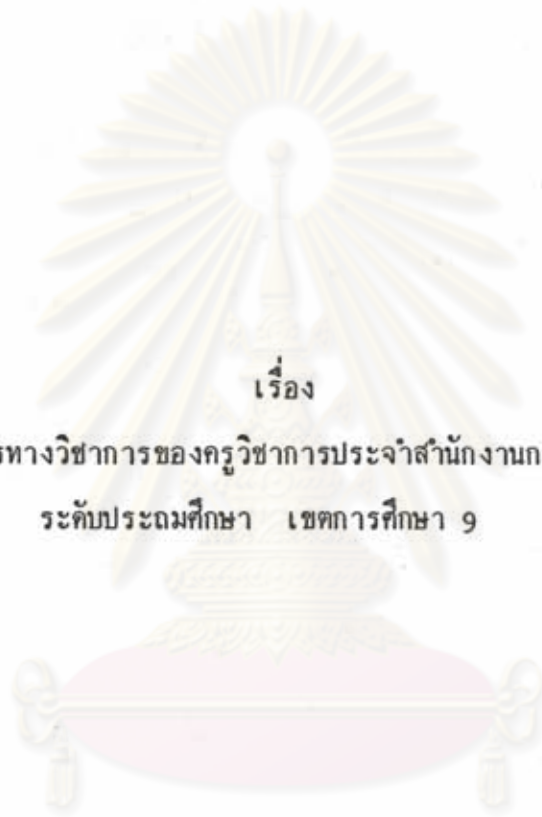 เรื่อง
รทางวิชาการของครูวิชาการประจำสำนักงานก
ระดับประถมศึกษา เขตการศึกษา 9